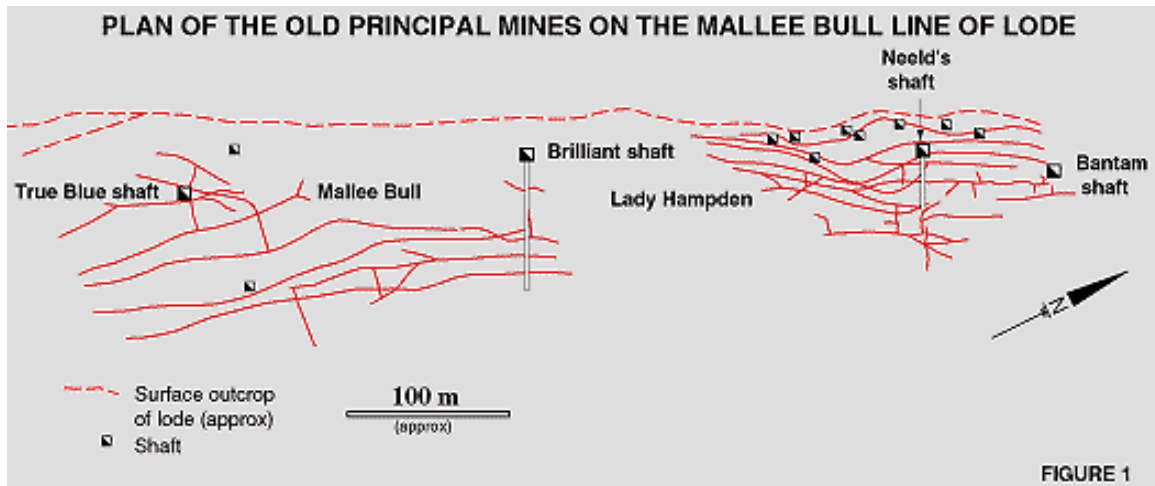 PLAN OF THE OLD PRINCIPAL MINES ON THE MALLEE BULL LINE OF LODE
Neeld's
shaft
Brilliant shaft
True Blue shaft
Mallee Bull
Lady Hampden
Bantam
shaft
N
Surface outcrop
of lode (approx)
Shaft
100 m
(approx)
FIGURE 1